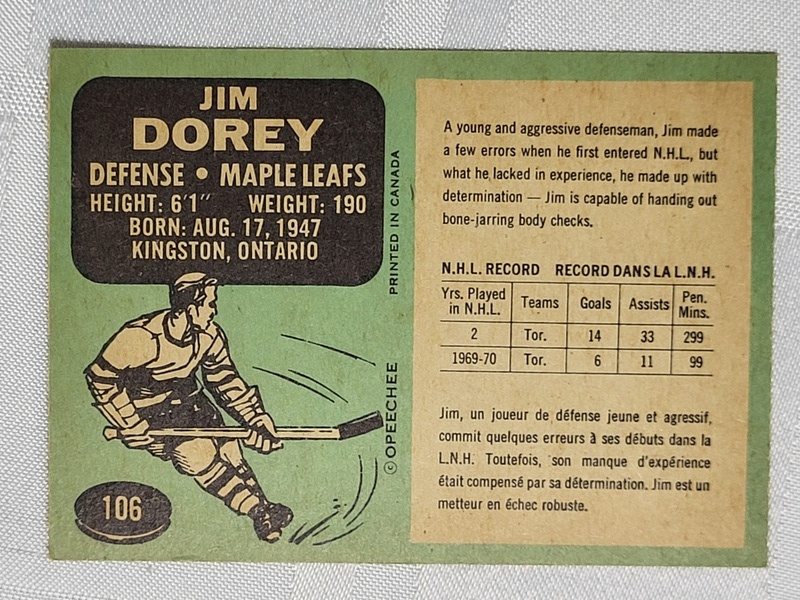 JIM
DOREY
DEFENSE • MAPLE LEAFS
HEIGHT: 6'1" WEIGHT: 190
BORN: AUG. 17, 1947
KINGSTON, ONTARIO
106
PRINTED IN CANADA
© OPEECHEE
A young and aggressive defenseman, Jim made
a few errors when he first entered N.H.L., but
what he lacked in experience, he made up with
determination — Jim is capable of handing out
bone-jarring body checks.
N.H.L. RECORD RECORD DANS LA L.N.H.
Yrs. Played in N.H.L. Teams Goals Assists Pen. Mins.
2 Tor. 14 33 299
1969-70 Tor. 6 11 99
Jim, un joueur de défense jeune et agressif,
commit quelques erreurs à ses débuts dans la
L.N.H. Toutefois, son manque d'expérience
était compensé par sa détermination. Jim est un
metteur en échec robuste.